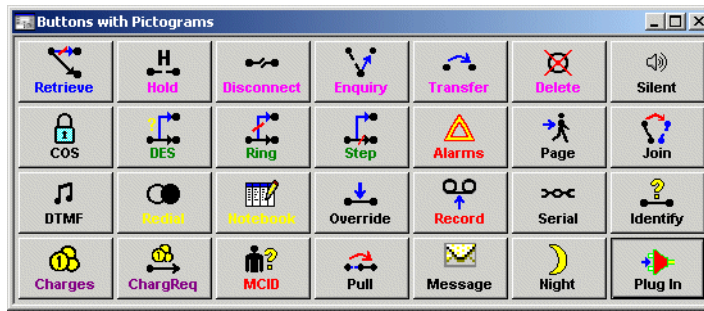 Buttons with Pictograms
Retrieve Hold Disconnect Enquiry Transfer Delete Silent
COS DES Ring Step Alarms Page Join
DTMF Redial Notebook Override Record Serial Identify
Charges ChargReq MCID Pull Message Night Plug In